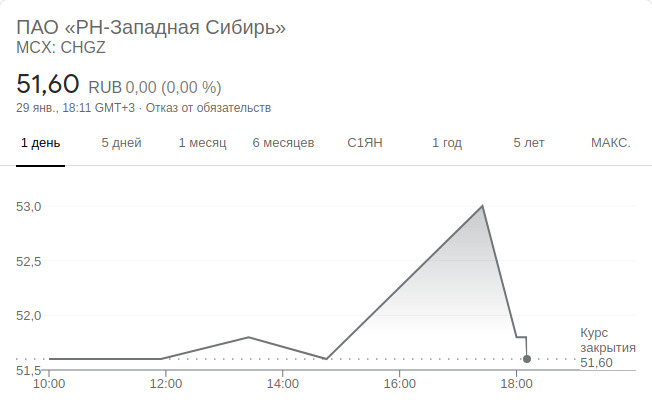 ПАО «РН-Западная Сибирь»
MCX: CHGZ
51,60 RUB 0,00 (0,00 %)
29 янв., 18:11 GMT+3 · Отказ от обязательств
1 день 5 дней 1 месяц 6 месяцев С1ЯН 1 год 5 лет МАКС.
53,0
52,5
52,0
51,5
Курс
закрытия
51,60
10:00 12:00 14:00 16:00 18:00